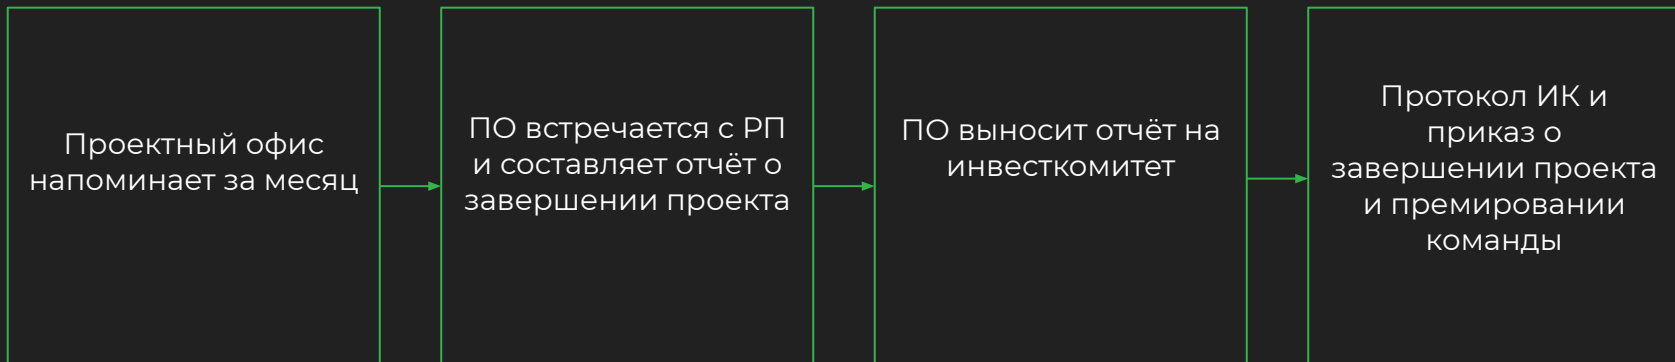 Проектный офис
напоминает за месяц
ПО встречается с РП
и составляет отчёт о
завершении проекта
ПО выносит отчёт на
инвесткомитет
Протокол ИК и
приказ о
завершении проекта
и премировании
команды